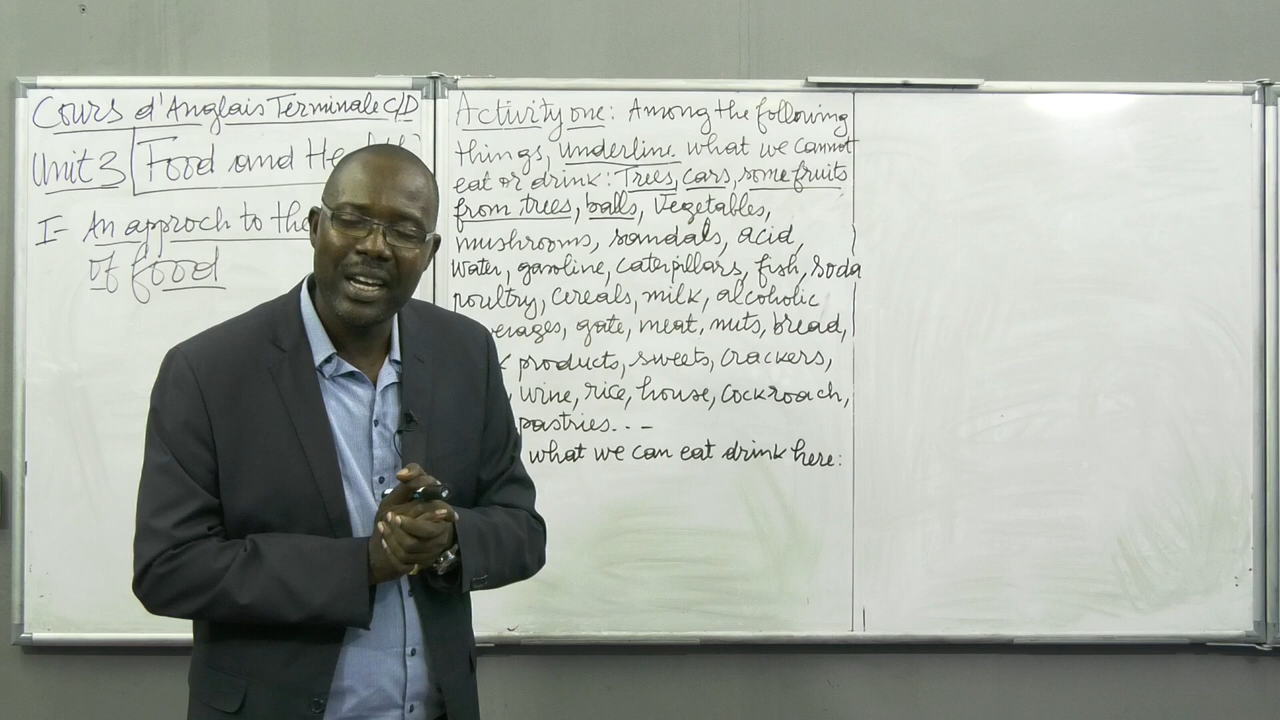 Cours d'Anglais Terminale C/D
Unit 3 Food and
I- An approch to the
of food
Activity one: Among the following
things, underline what we cannot
eat or drink: Trees, cars, some fruits
from trees, balls, vegetables,
mushrooms, sandals, acid,
water, gasoline, caterpillars, fish, soda
poultry, cereals, milk, alcoholic
gate, meat, nuts, bread,
products, sweets, crackers,
wine, rice, house, cockroach,
pastries...
what we can eat drink here: